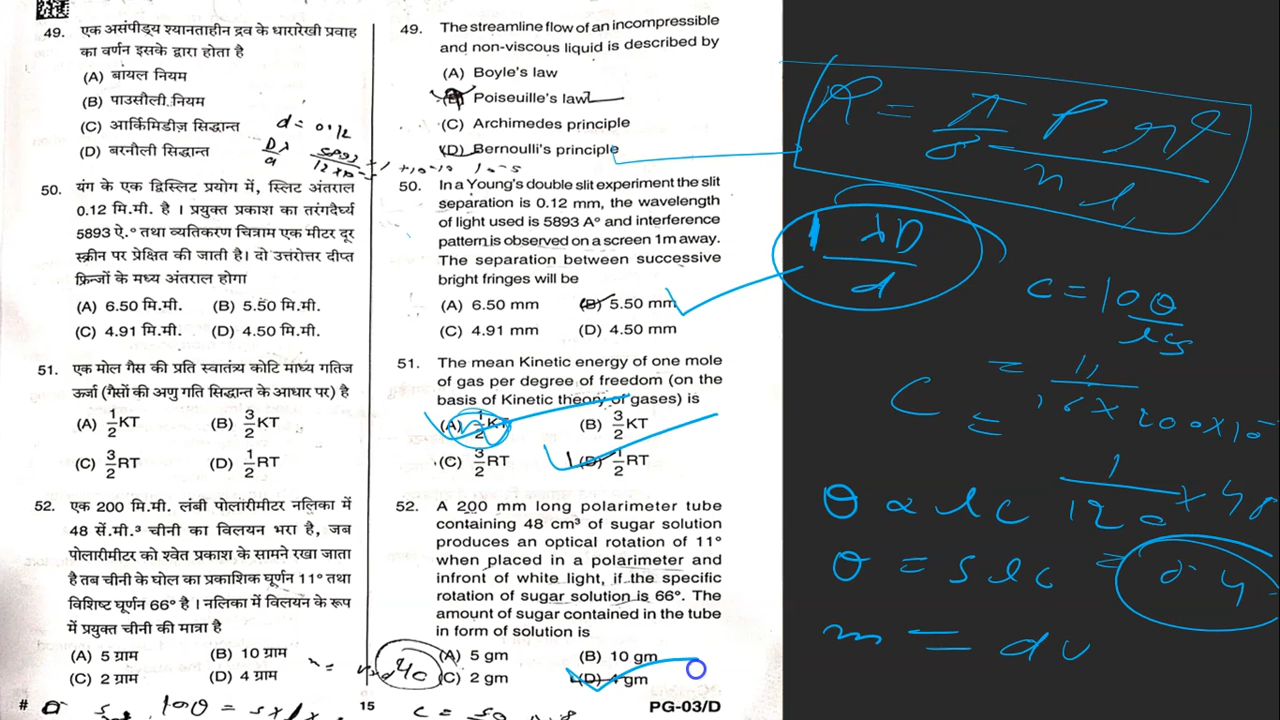 49. एक असंपीड्य श्यानताहीन द्रव के धारारेखी प्रवाह
का वर्णन इसके द्वारा होता है
(A) बायल नियम
(B) पाउसौली नियम
(C) आर्किमिडीज़ सिद्धान्त
(D) बरनौली सिद्धान्त
d = 0.12
Dλ
a
50. यंग के एक द्विस्लिट प्रयोग में, स्लिट अंतराल
0.12 मि.मी. है । प्रयुक्त प्रकाश का तरंगदैर्घ्य
5893 ऐ.° तथा व्यतिकरण चित्राम एक मीटर दूर
स्क्रीन पर प्रेक्षित की जाती है। दो उत्तरोत्तर दीप्त
फ्रिन्जों के मध्य अंतराल होगा
(A) 6.50 मि.मी. (B) 5.50 मि.मी.
(C) 4.91 मि.मी. (D) 4.50 मि.मी.
51. एक मोल गैस की प्रति स्वातंत्र्य कोटि माध्य गतिज
ऊर्जा (गैसों की अणु गति सिद्धान्त के आधार पर) है
(A) 1/2 KT (B) 3/2 KT
(C) 3/2 RT (D) 1/2 RT
52. एक 200 मि.मी. लंबी पोलारीमीटर नलिका में
48 सें.मी.³ चीनी का विलयन भरा है, जब
पोलारीमीटर को श्वेत प्रकाश के सामने रखा जाता
है तब चीनी के घोल का प्रकाशिक घूर्णन 11° तथा
विशिष्ट घूर्णन 66° है । नलिका में विलयन के रूप
में प्रयुक्त चीनी की मात्रा है
(A) 5 ग्राम (B) 10 ग्राम
(C) 2 ग्राम (D) 4 ग्राम
49. The streamline flow of an incompressible
and non-viscous liquid is described by
(A) Boyle's law
(B) Poiseuille's law
(C) Archimedes principle
(D) Bernoulli's principle
50. In a Young's double slit experiment the slit
separation is 0.12 mm, the wavelength
of light used is 5893 A° and interference
pattern is observed on a screen 1m away.
The separation between successive
bright fringes will be
(A) 6.50 mm (B) 5.50 mm
(C) 4.91 mm (D) 4.50 mm
51. The mean Kinetic energy of one mole
of gas per degree of freedom (on the
basis of Kinetic theory of gases) is
(A) 1/2 KT (B) 3/2 KT
(C) 3/2 RT (D) 1/2 RT
52. A 200 mm long polarimeter tube
containing 48 cm³ of sugar solution
produces an optical rotation of 11°
when placed in a polarimeter and
infront of white light, if the specific
rotation of sugar solution is 66°. The
amount of sugar contained in the tube
in form of solution is
(A) 5 gm (B) 10 gm
(C) 2 gm (D) 4 gm
15 PG-03/D
λD
d
C = 10θ
ls
C =
θ ∝ lc
θ = slc
m = dv